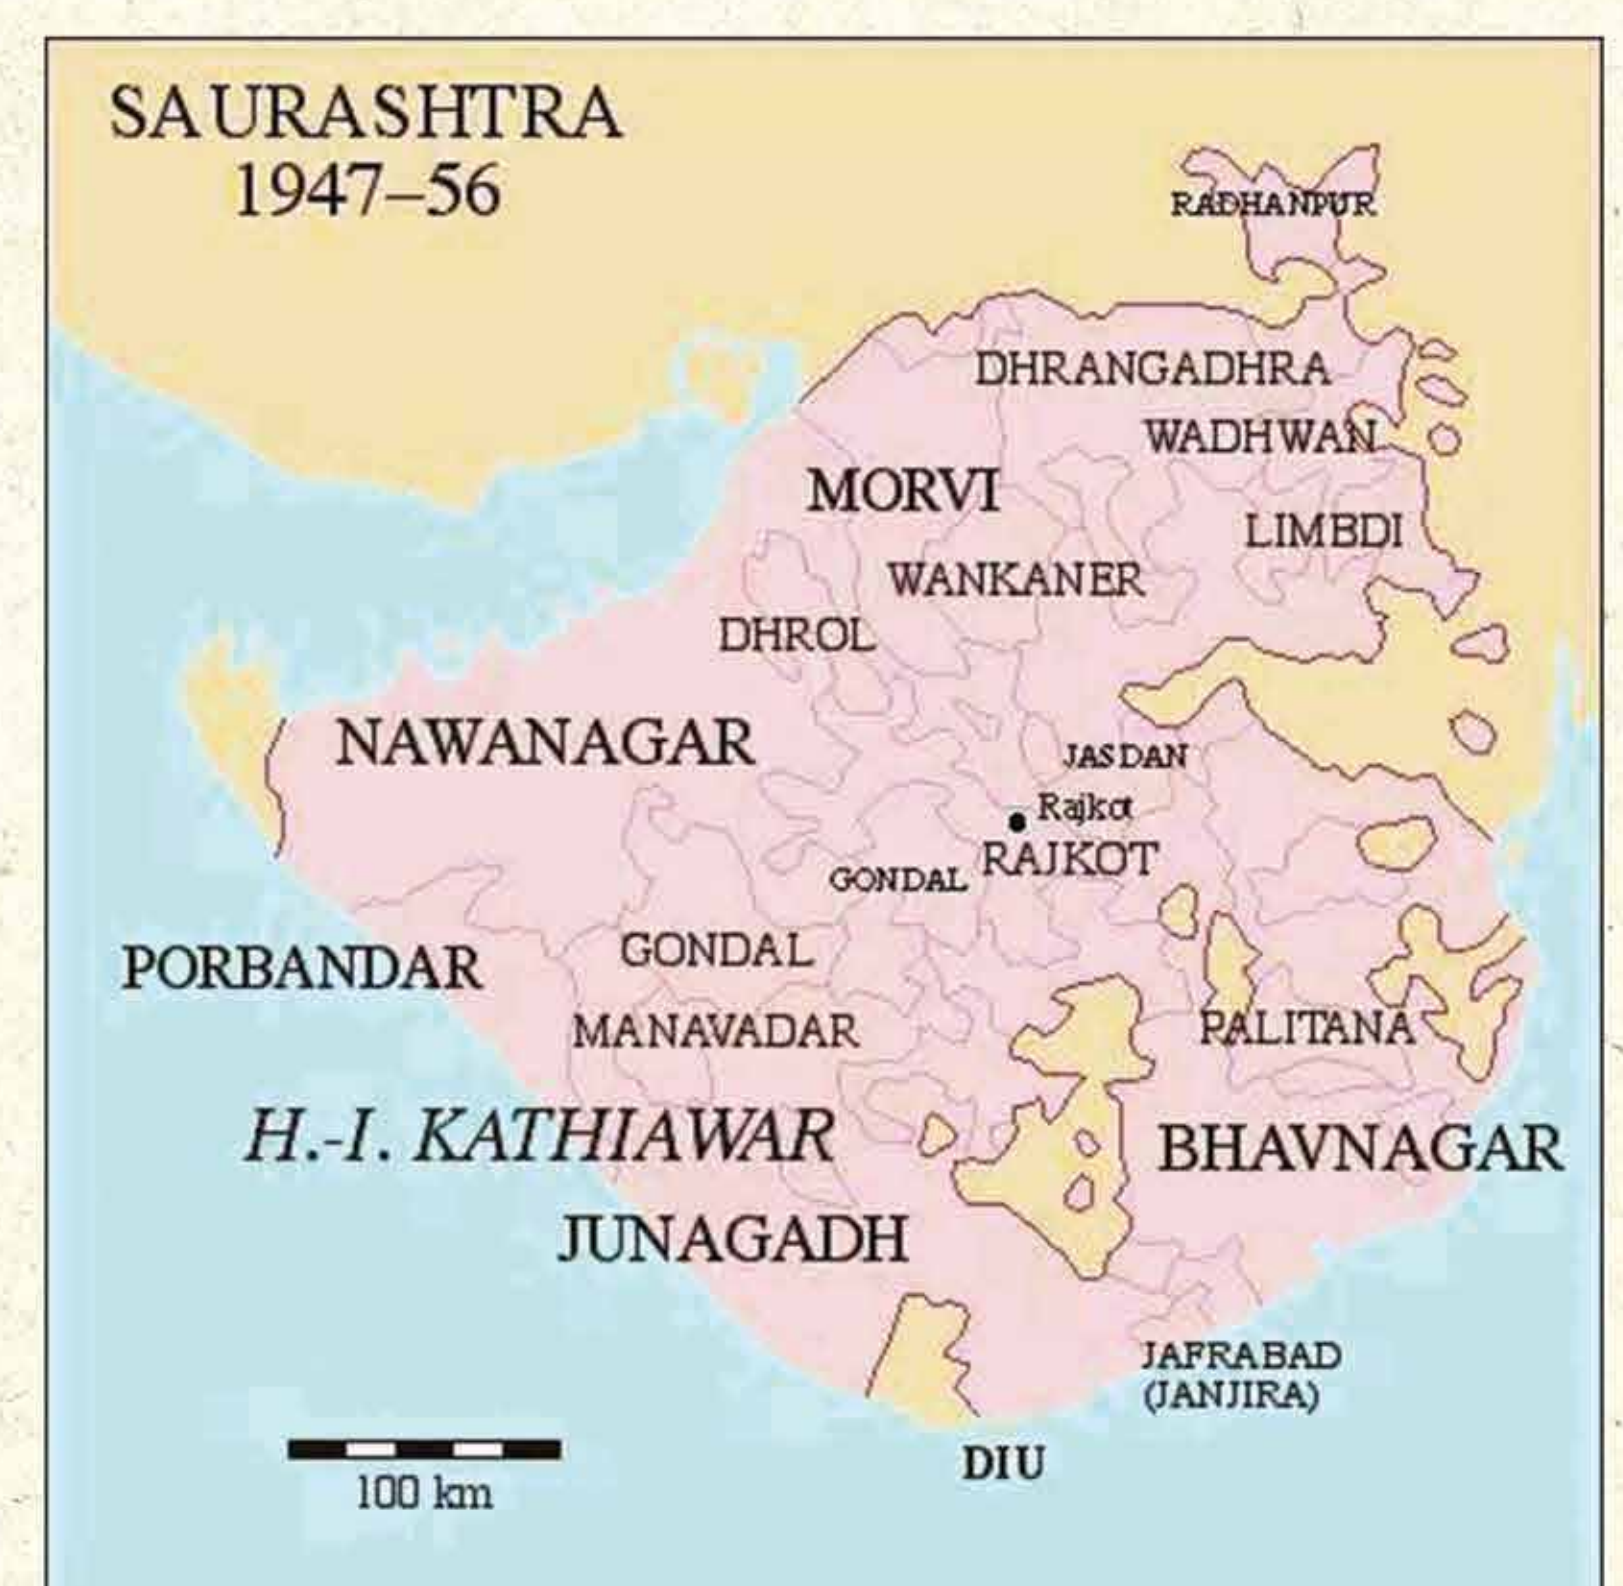 SAURASHTRA
1947–56
RADHANPUR
DHRANGADHRA
WADHWAN
MORVI
LIMBDI
WANKANER
DHROL
NAWANAGAR
JASDAN
Rajkot
RAJKOT
GONDAL
GONDAL
PORBANDAR
MANAVADAR
PALITANA
H.-I. KATHIAWAR
BHAVNAGAR
JUNAGADH
JAFRABAD
(JANJIRA)
DIU
100 km